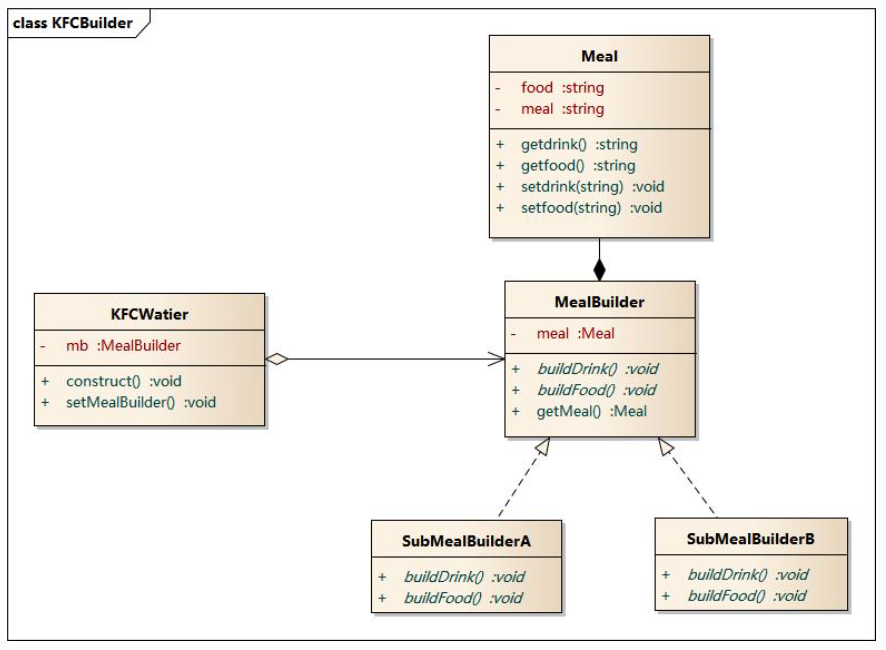 class KFCBuilder
Meal
- food :string
- meal :string
+ getdrink() :string
+ getfood() :string
+ setdrink(string) :void
+ setfood(string) :void
KFCWatier
- mb :MealBuilder
+ construct() :void
+ setMealBuilder() :void
MealBuilder
- meal :Meal
+ buildDrink() :void
+ buildFood() :void
+ getMeal() :Meal
SubMealBuilderA
+ buildDrink() :void
+ buildFood() :void
SubMealBuilderB
+ buildDrink() :void
+ buildFood() :void